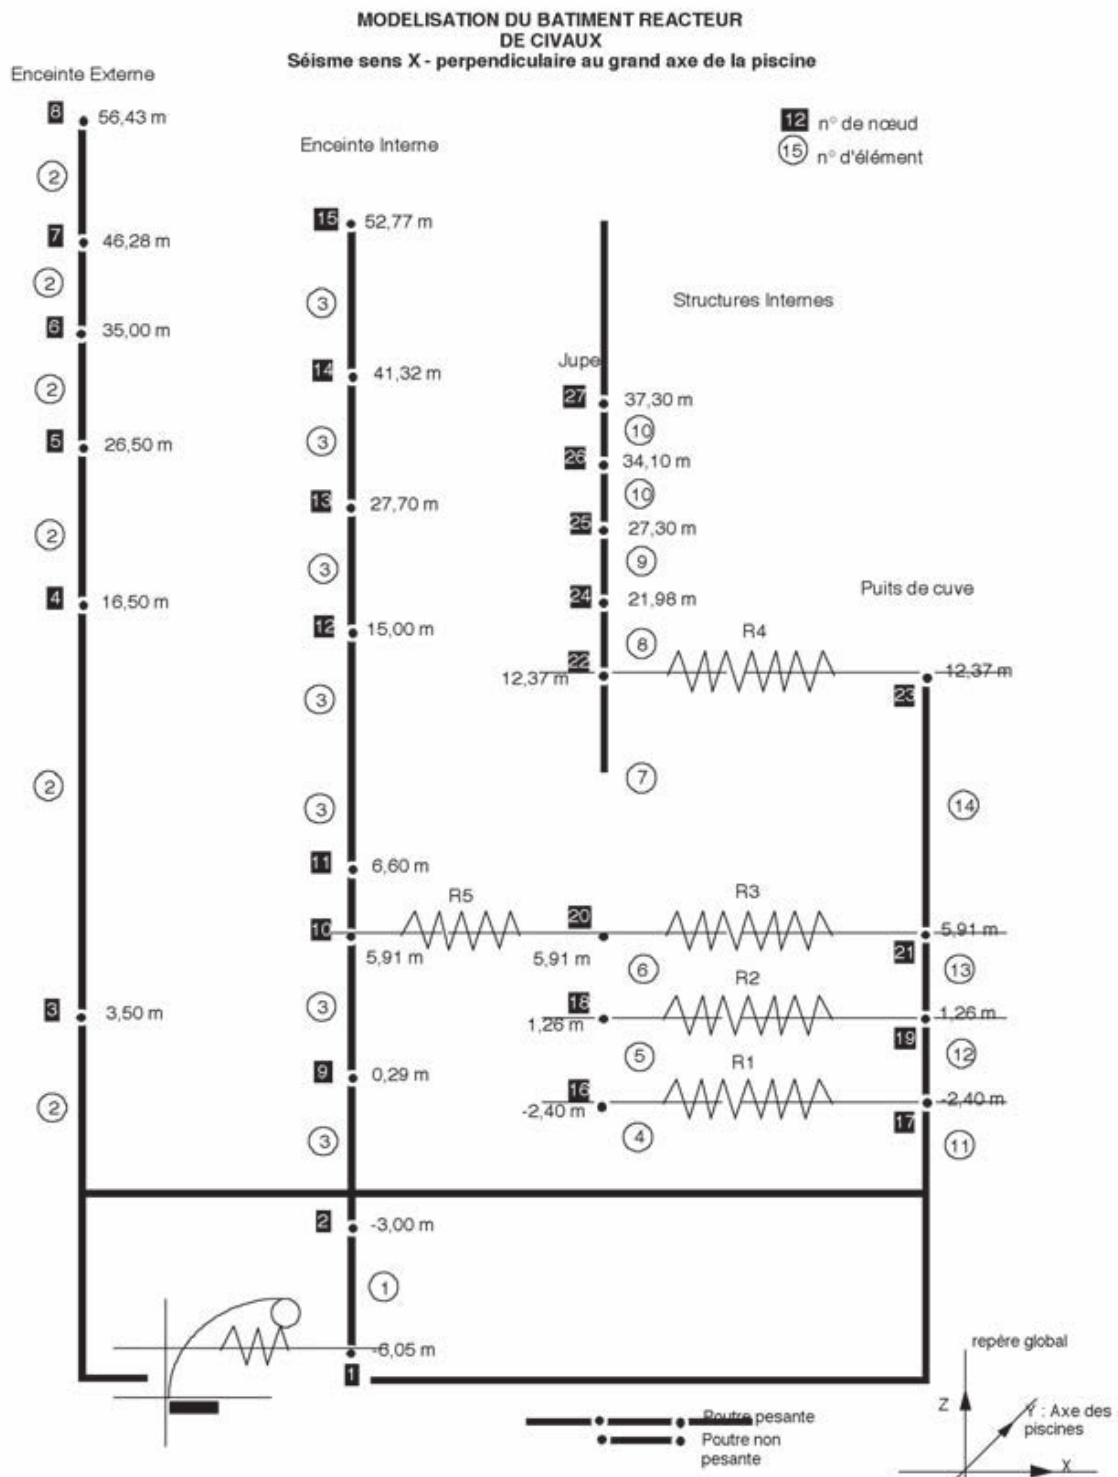 MODELISATION DU BATIMENT REACTEUR
DE CIVAUX
Séisme sens X - perpendiculaire au grand axe de la piscine
Enceinte Externe
8 56,43 m
12 n° de nœud
Enceinte Interne
15 n° d'élément
2
15 52,77 m
7 46,28 m
2
3
Structures Internes
6 35,00 m
Jupe
14 41,32 m
2
27 37,30 m
10
5 26,50 m
3
26 34,10 m
10
13 27,70 m
25 27,30 m
2
3
9
Puits de cuve
4 16,50 m
24 21,98 m
12 15,00 m
R4
8
22
12,37 m
12,37 m
23
3
2
7
3
14
11 6,60 m
R5
R3
20
10
5,91 m
5,91 m
5,91 m
21
6
13
R2
3 3,50 m
3
18
1,26 m
1,26 m
19
5
12
R1
9 0,29 m
16
-2,40 m
-2,40 m
17
2
3
4
11
2 -3,00 m
1
-6,05 m
1
repère global
Z
Y : Axe des
piscines
X
Poutre pesante
Poutre non
pesante